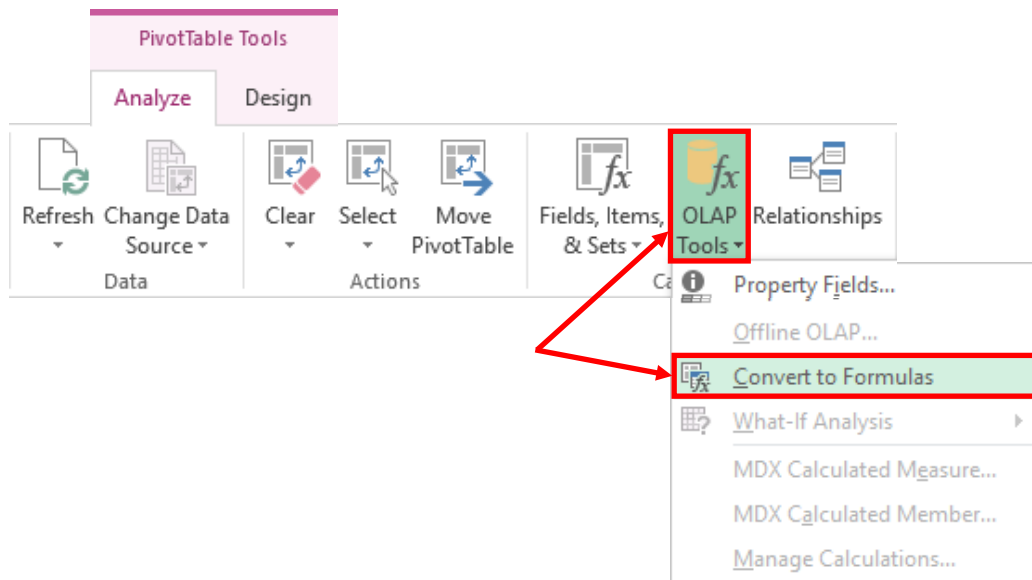 PivotTable Tools
Analyze Design
Refresh Change Data Source
Clear Select Move PivotTable
Fields, Items, & Sets OLAP Tools Relationships
Data Actions
Property Fields...
Offline OLAP...
Convert to Formulas
What-If Analysis
MDX Calculated Measure...
MDX Calculated Member...
Manage Calculations...